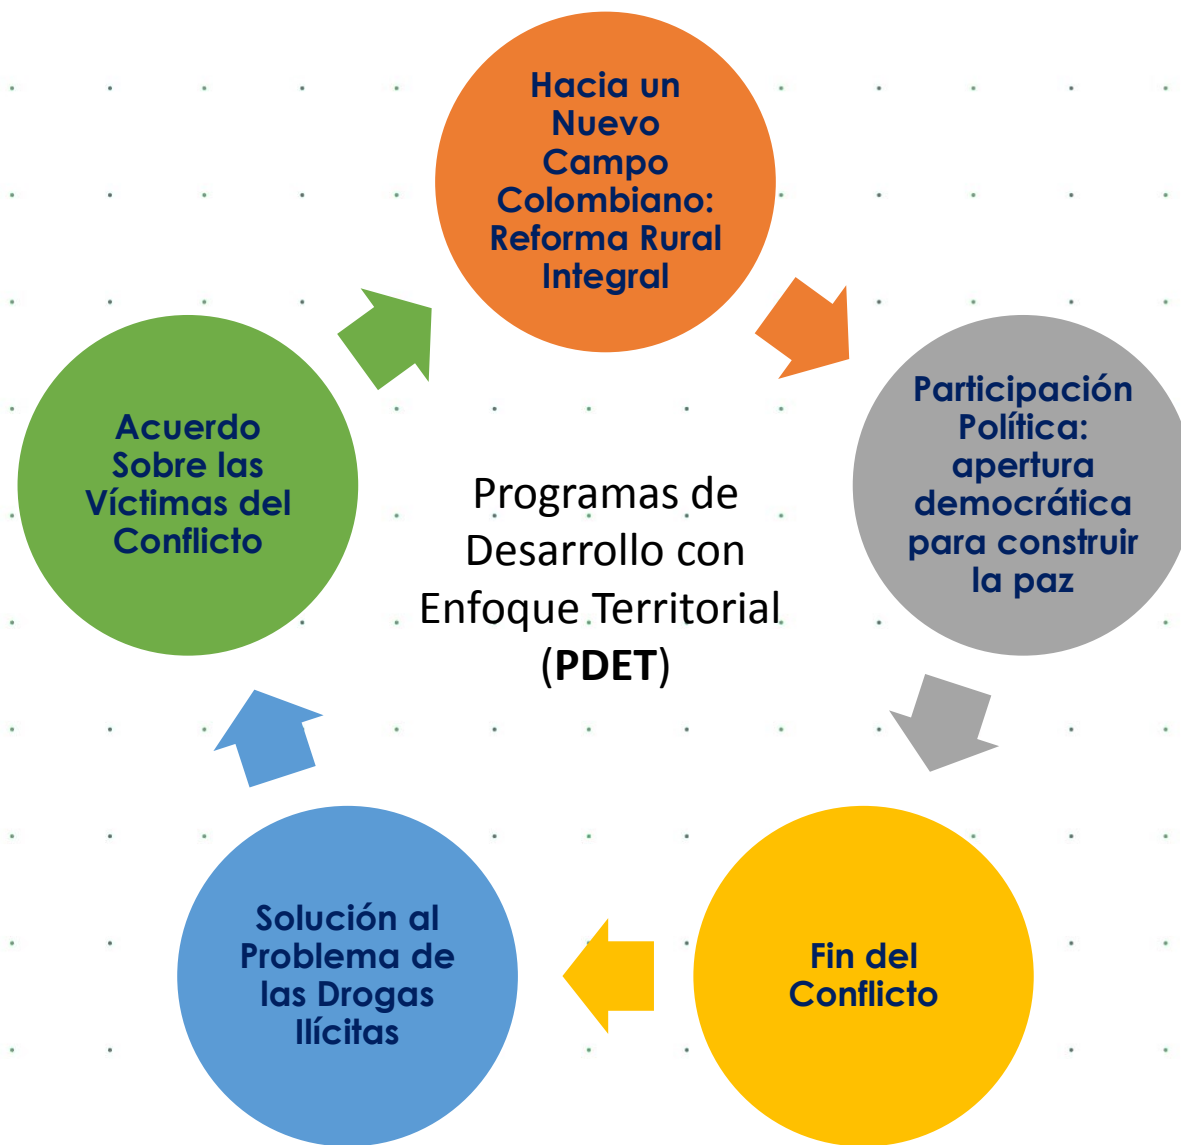 Hacia un
Nuevo
Campo
Colombiano:
Reforma Rural
Integral
Participación
Política:
apertura
democrática
para construir
la paz
Fin del
Conflicto
Solución al
Problema de
las Drogas
Ilícitas
Acuerdo
Sobre las
Víctimas del
Conflicto
Programas de
Desarrollo con
Enfoque Territorial
(PDET)